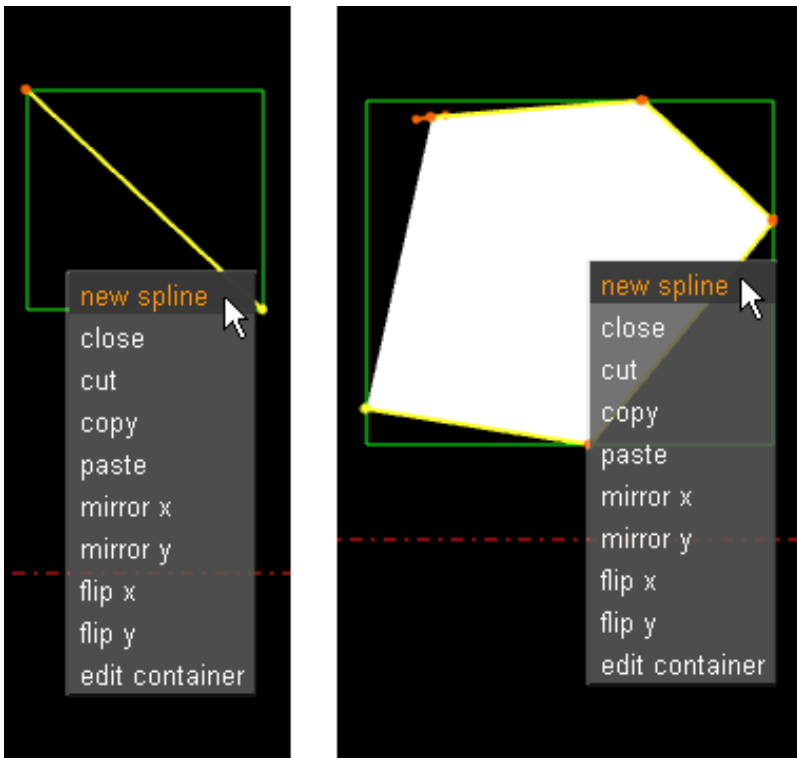 new spline
close
cut
copy
paste
mirror x
mirror y
flip x
flip y
edit container
new spline
close
cut
copy
paste
mirror x
mirror y
flip x
flip y
edit container